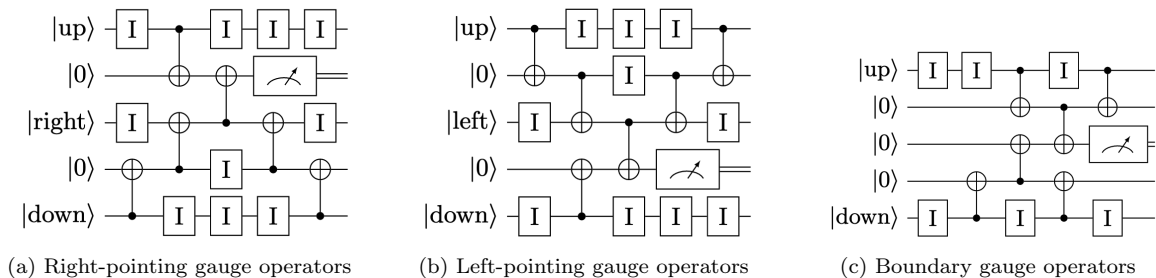 |up⟩ I I I I
|0⟩
|right⟩ I I
|0⟩ I
|down⟩ I I I
(a) Right-pointing gauge operators
|up⟩ I I I
|0⟩ I
|left⟩ I I
|0⟩
|down⟩ I I I I
(b) Left-pointing gauge operators
|up⟩ I I I
|0⟩
|0⟩
|0⟩
|down⟩ I I I
(c) Boundary gauge operators